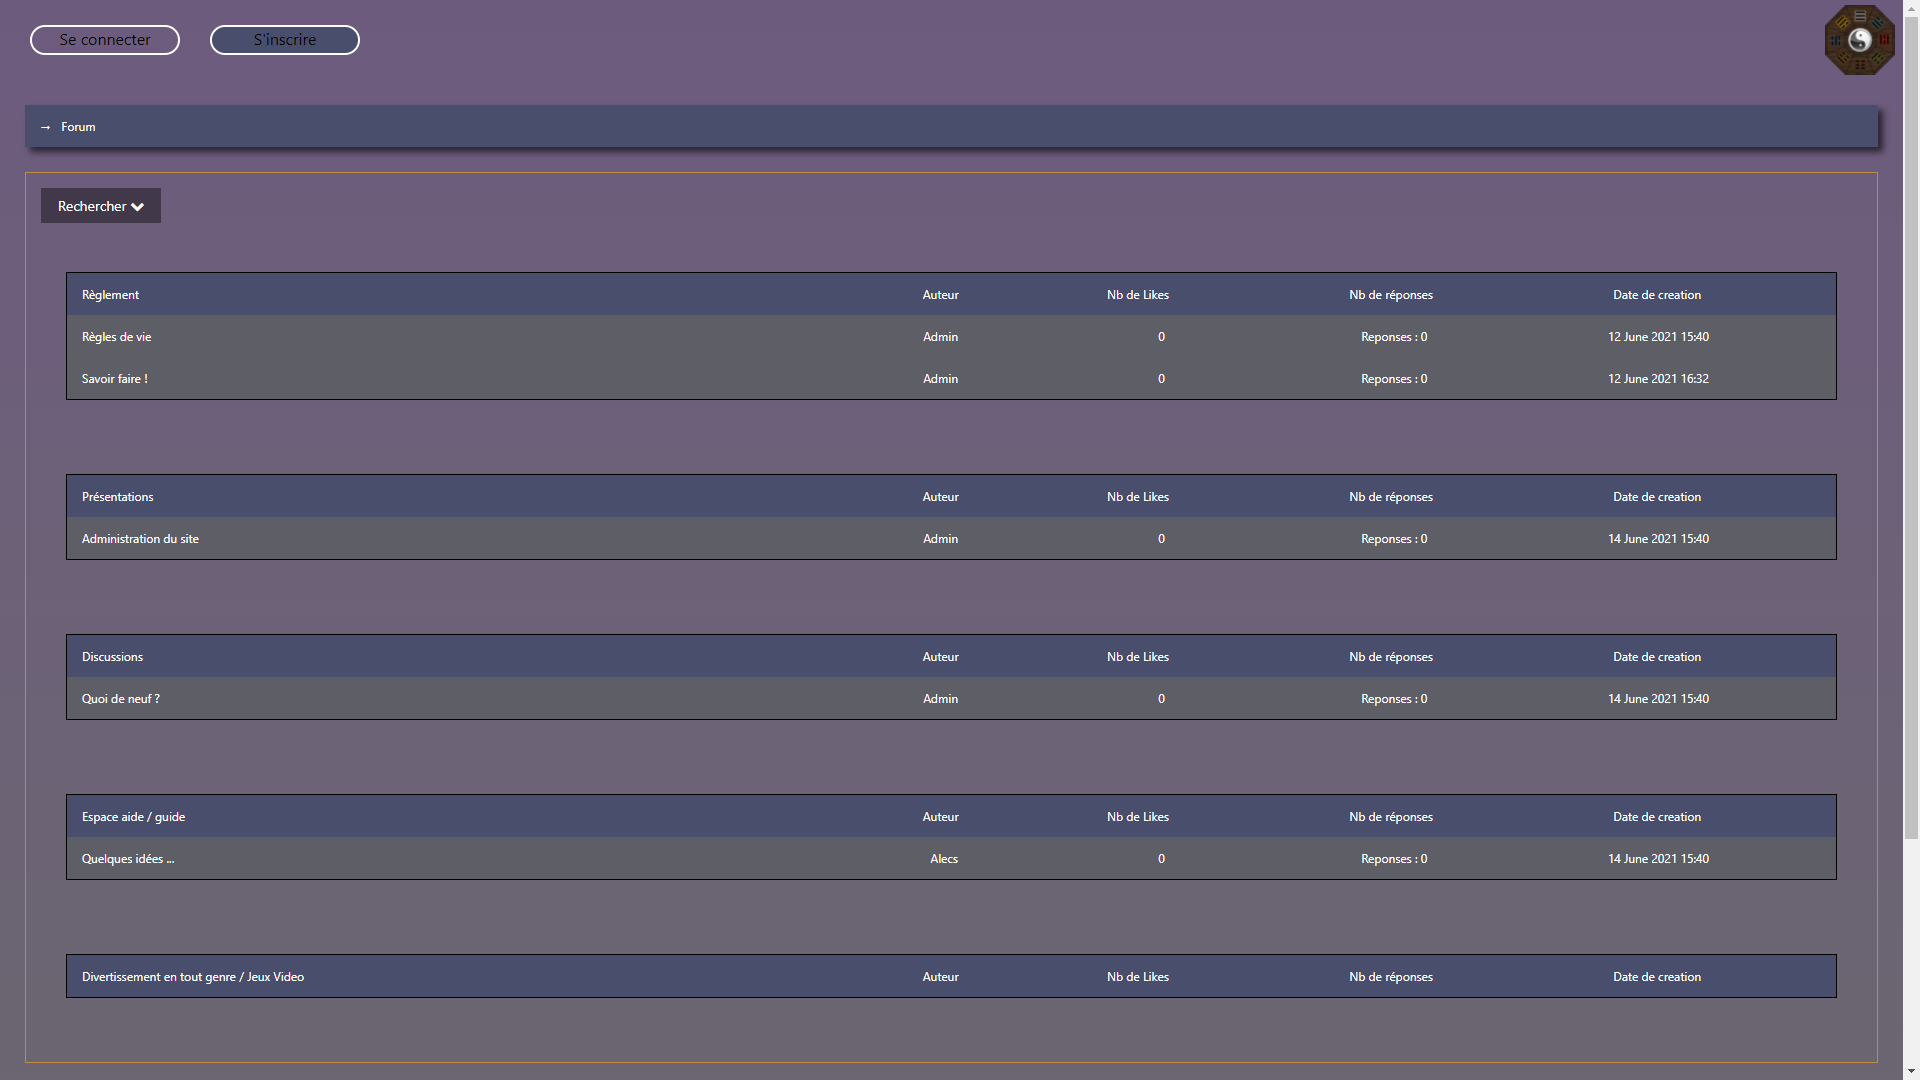 Se connecter S'inscrire
→ Forum
Rechercher
Règlement Auteur Nb de Likes Nb de réponses Date de creation
Règles de vie Admin 0 Reponses : 0 12 June 2021 15:40
Savoir faire ! Admin 0 Reponses : 0 12 June 2021 16:32
Présentations Auteur Nb de Likes Nb de réponses Date de creation
Administration du site Admin 0 Reponses : 0 14 June 2021 15:40
Discussions Auteur Nb de Likes Nb de réponses Date de creation
Quoi de neuf ? Admin 0 Reponses : 0 14 June 2021 15:40
Espace aide / guide Auteur Nb de Likes Nb de réponses Date de creation
Quelques idées ... Alecs 0 Reponses : 0 14 June 2021 15:40
Divertissement en tout genre / Jeux Video Auteur Nb de Likes Nb de réponses Date de creation